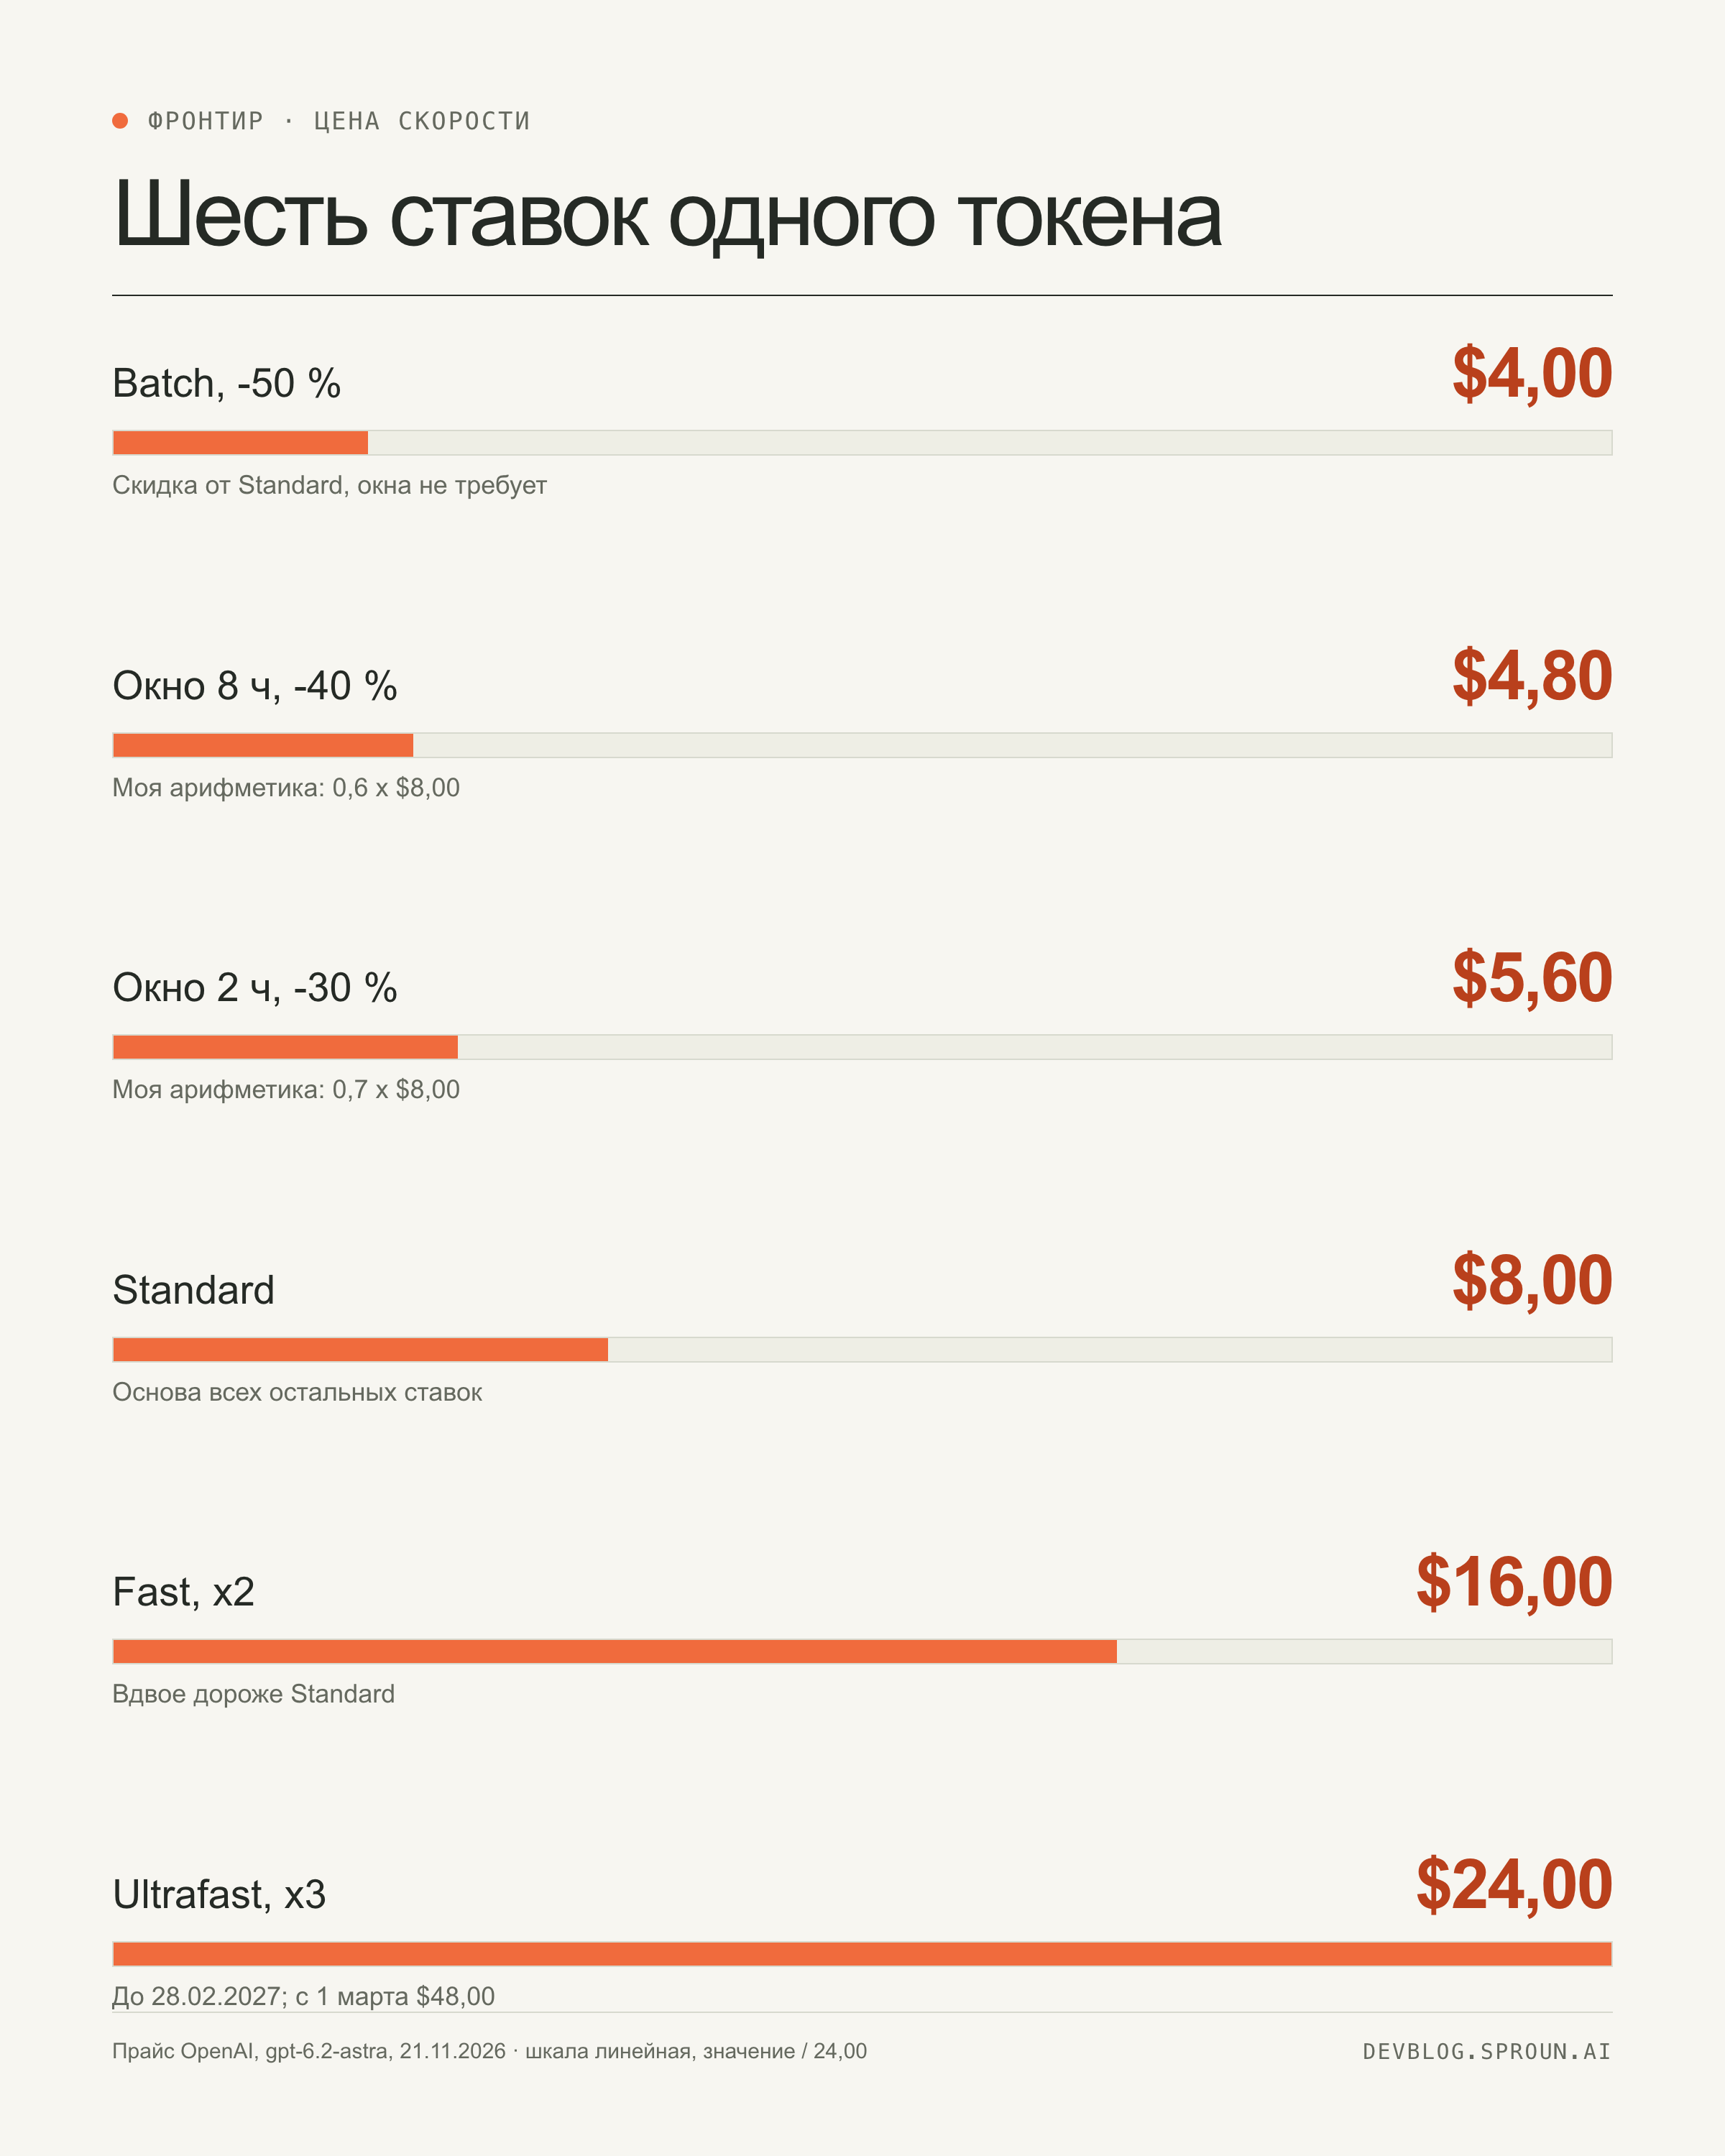 ФРОНТИР · ЦЕНА СКОРОСТИ
Шесть ставок одного токена
Batch, -50 %
$4,00
Скидка от Standard, окна не требует
Окно 8 ч, -40 %
$4,80
Моя арифметика: 0,6 x $8,00
Окно 2 ч, -30 %
$5,60
Моя арифметика: 0,7 x $8,00
Standard
$8,00
Основа всех остальных ставок
Fast, x2
$16,00
Вдвое дороже Standard
Ultrafast, x3
$24,00
До 28.02.2027; с 1 марта $48,00
Прайс OpenAI, gpt-6.2-astra, 21.11.2026 · шкала линейная, значение / 24,00
DEVBLOG.SPROUN.AI